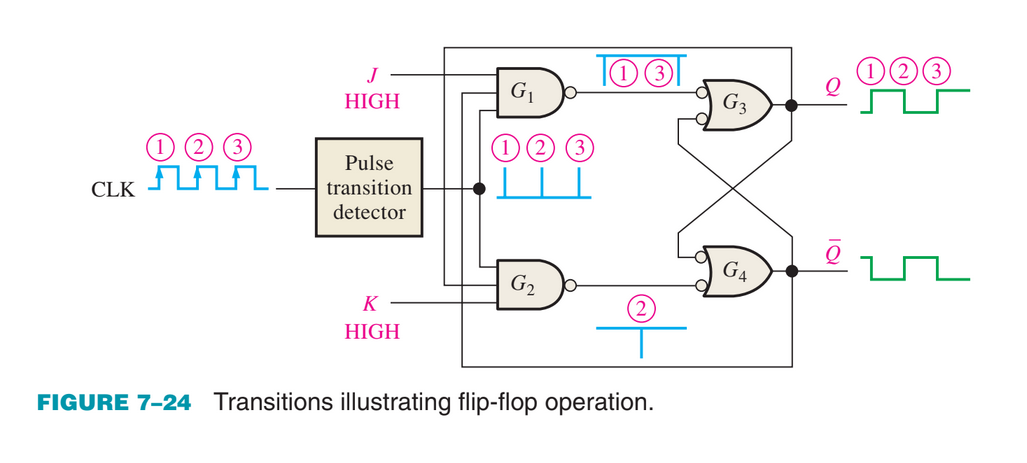 ① ② ③
CLK
J
HIGH
Pulse
transition
detector
G₁
① ② ③
G₂
K
HIGH
① ③
②
G₃
G₄
Q
① ② ③
Q̅
FIGURE 7–24 Transitions illustrating flip-flop operation.